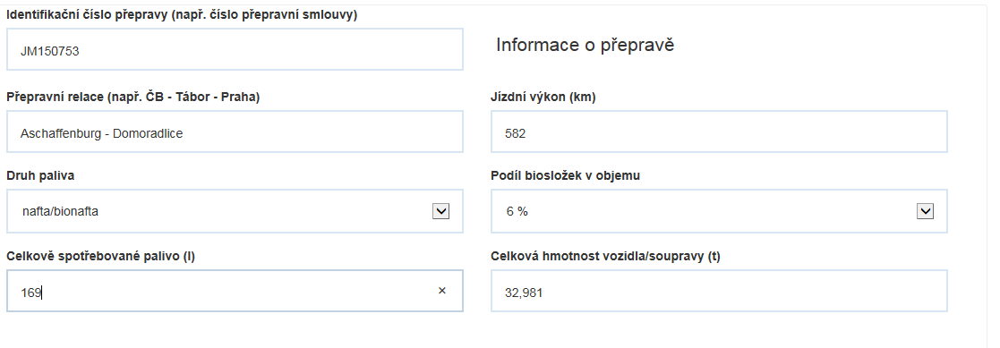 Identifikační číslo přepravy (např. číslo přepravní smlouvy)
JM150753
Informace o přepravě
Přepravní relace (např. ČB - Tábor - Praha)
Aschaffenburg - Domoradlice
Jízdní výkon (km)
582
Druh paliva
nafta/bionafta
Podíl biosložek v objemu
6 %
Celkově spotřebované palivo (l)
169
Celková hmotnost vozidla/soupravy (t)
32,981